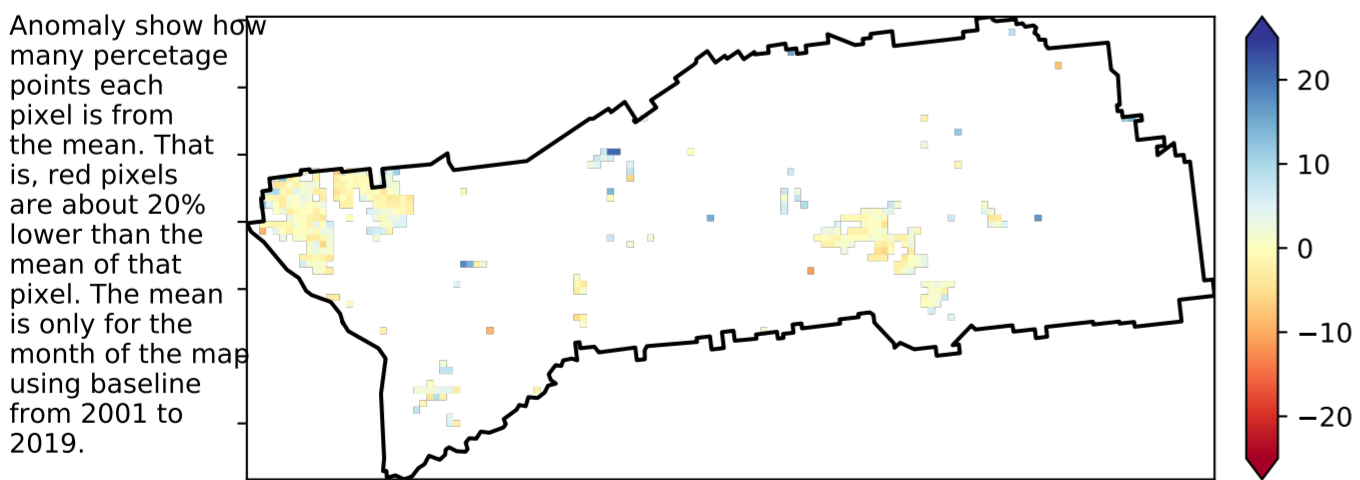 Anomaly show how
many percetage
points each
pixel is from
the mean. That
is, red pixels
are about 20%
lower than the
mean of that
pixel. The mean
is only for the
month of the map
using baseline
from 2001 to
2019.
20
10
0
−10
−20